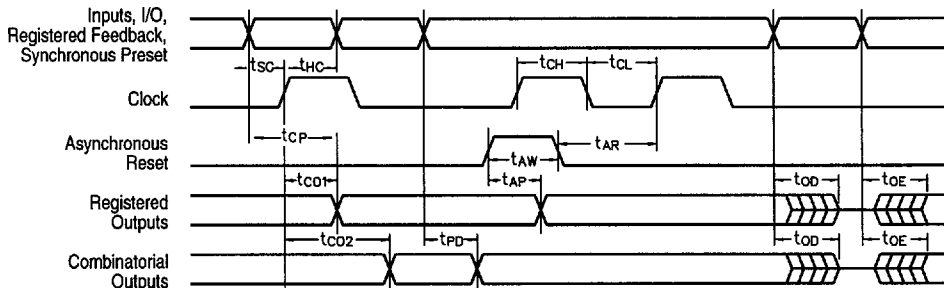 Inputs, I/O,
Registered Feedback,
Synchronous Preset
tSC
tHC
tCH
tCL
Clock
tCP
Asynchronous
Reset
tAW
tAR
tCO1
tAP
tOD
tOE
Registered
Outputs
tCO2
tPD
tOD
tOE
Combinatorial
Outputs